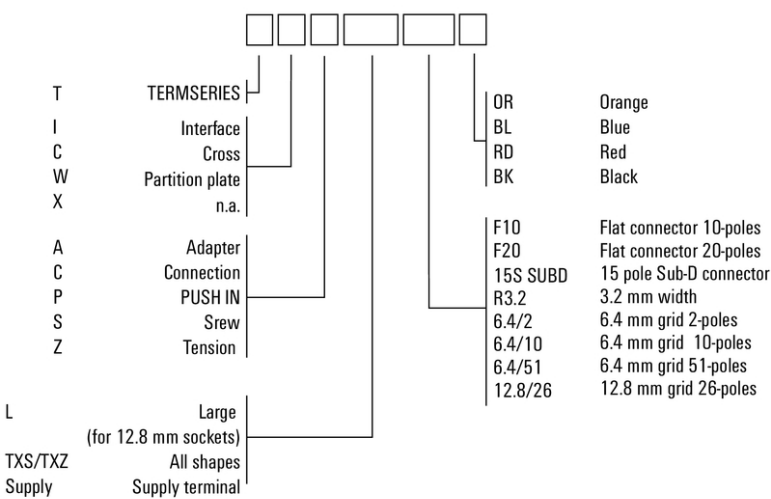 T TERMSERIES
I Interface
C Cross
W Partition plate
X n.a.
A Adapter
C Connection
P PUSH IN
S Srew
Z Tension
L Large
(for 12.8 mm sockets)
TXS/TXZ All shapes
Supply Supply terminal
OR Orange
BL Blue
RD Red
BK Black
F10 Flat connector 10-poles
F20 Flat connector 20-poles
15S SUBD 15 pole Sub-D connector
R3.2 3.2 mm width
6.4/2 6.4 mm grid 2-poles
6.4/10 6.4 mm grid 10-poles
6.4/51 6.4 mm grid 51-poles
12.8/26 12.8 mm grid 26-poles